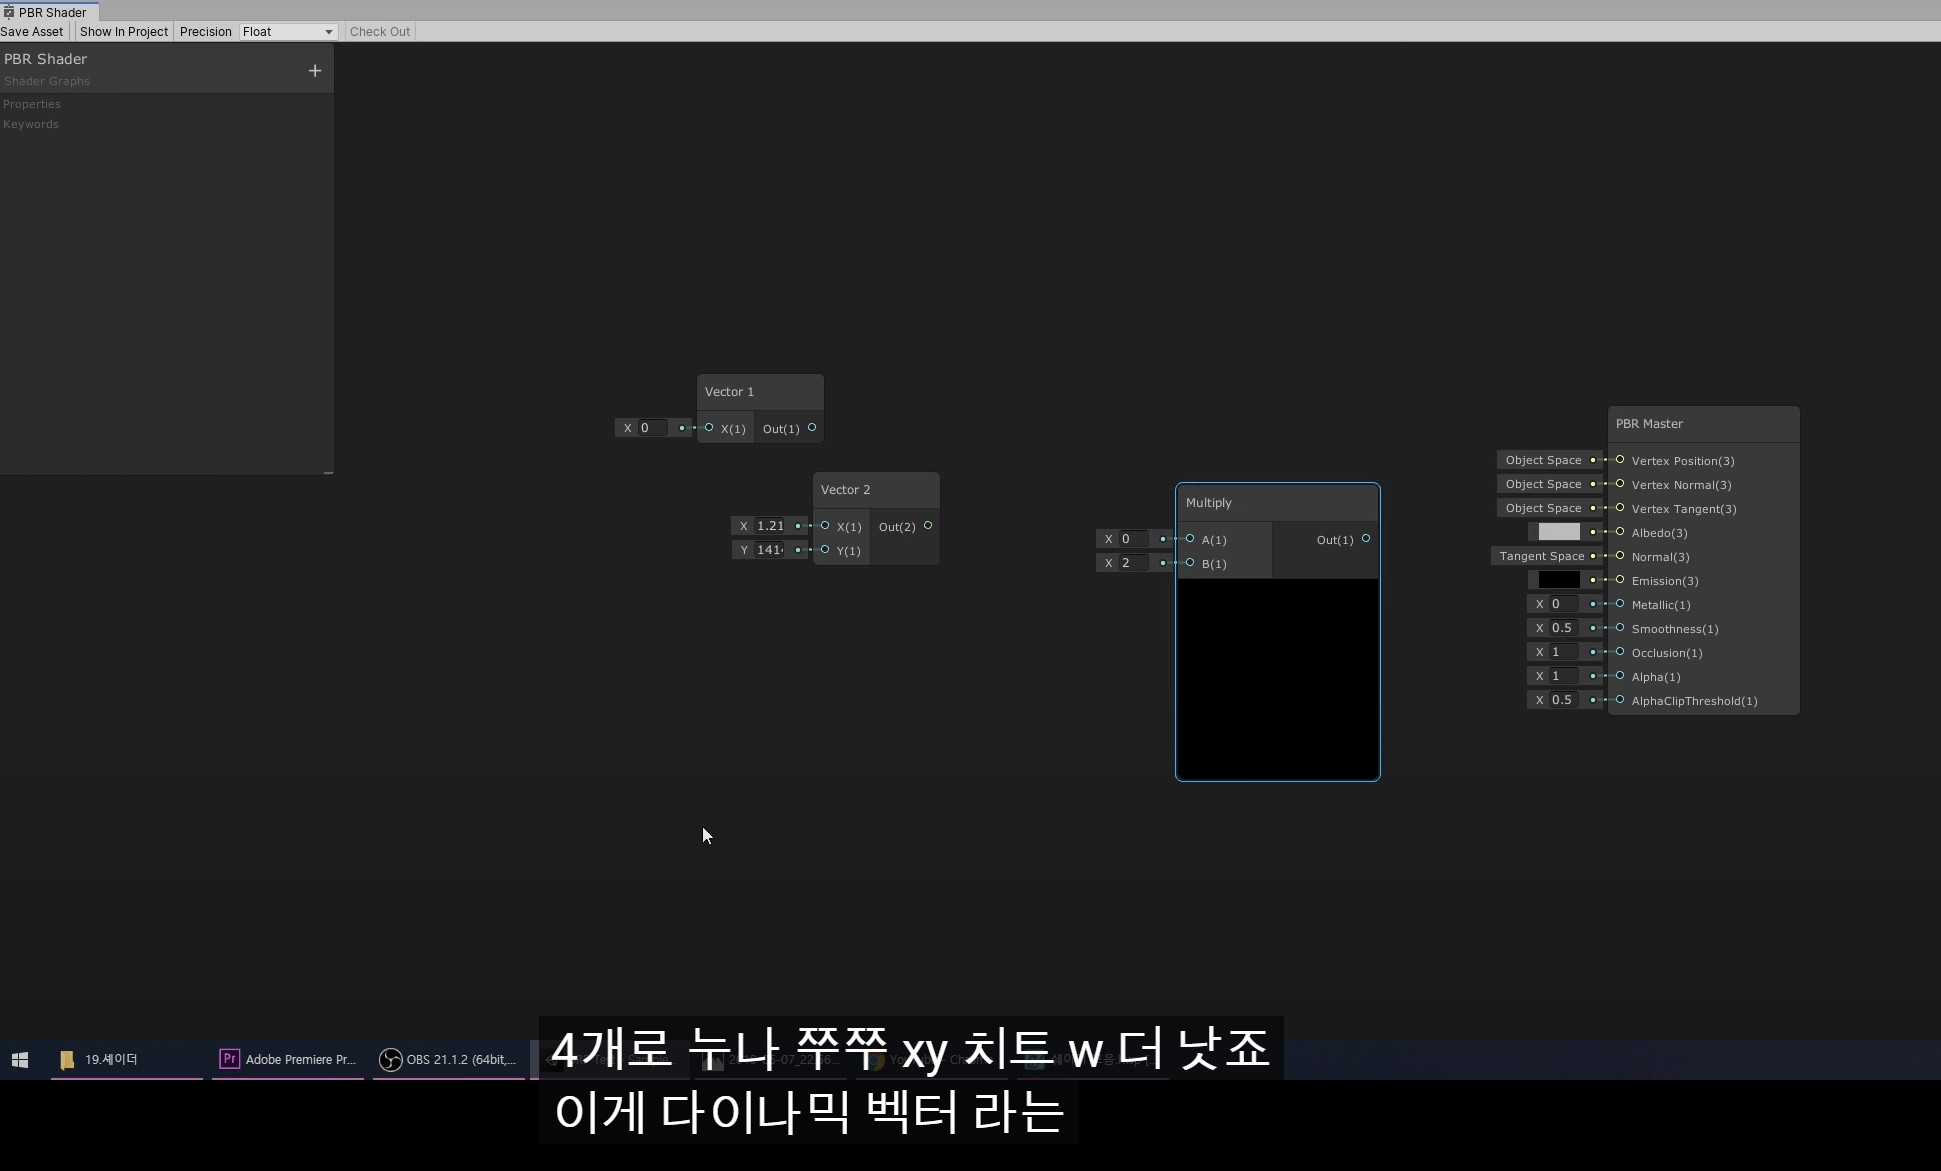 PBR Shader
Save Asset Show In Project Precision Float Check Out
PBR Shader
Shader Graphs
Properties
Keywords
Vector 1
X 0 X(1) Out(1)
Vector 2
X 1.21 X(1) Out(2)
Y 141 Y(1)
Multiply
X 0 A(1) Out(1)
X 2 B(1)
PBR Master
Object Space Vertex Position(3)
Object Space Vertex Normal(3)
Object Space Vertex Tangent(3)
Albedo(3)
Tangent Space Normal(3)
Emission(3)
X 0 Metallic(1)
X 0.5 Smoothness(1)
X 1 Occlusion(1)
X 1 Alpha(1)
X 0.5 AlphaClipThreshold(1)
19.셰이더 Pr Adobe Premiere Pr... OBS 21.1.2 (64bit,...
4개로 누나 쭉쭉 xy 치트 w 더 낫죠
이게 다이나믹 벡터 라는